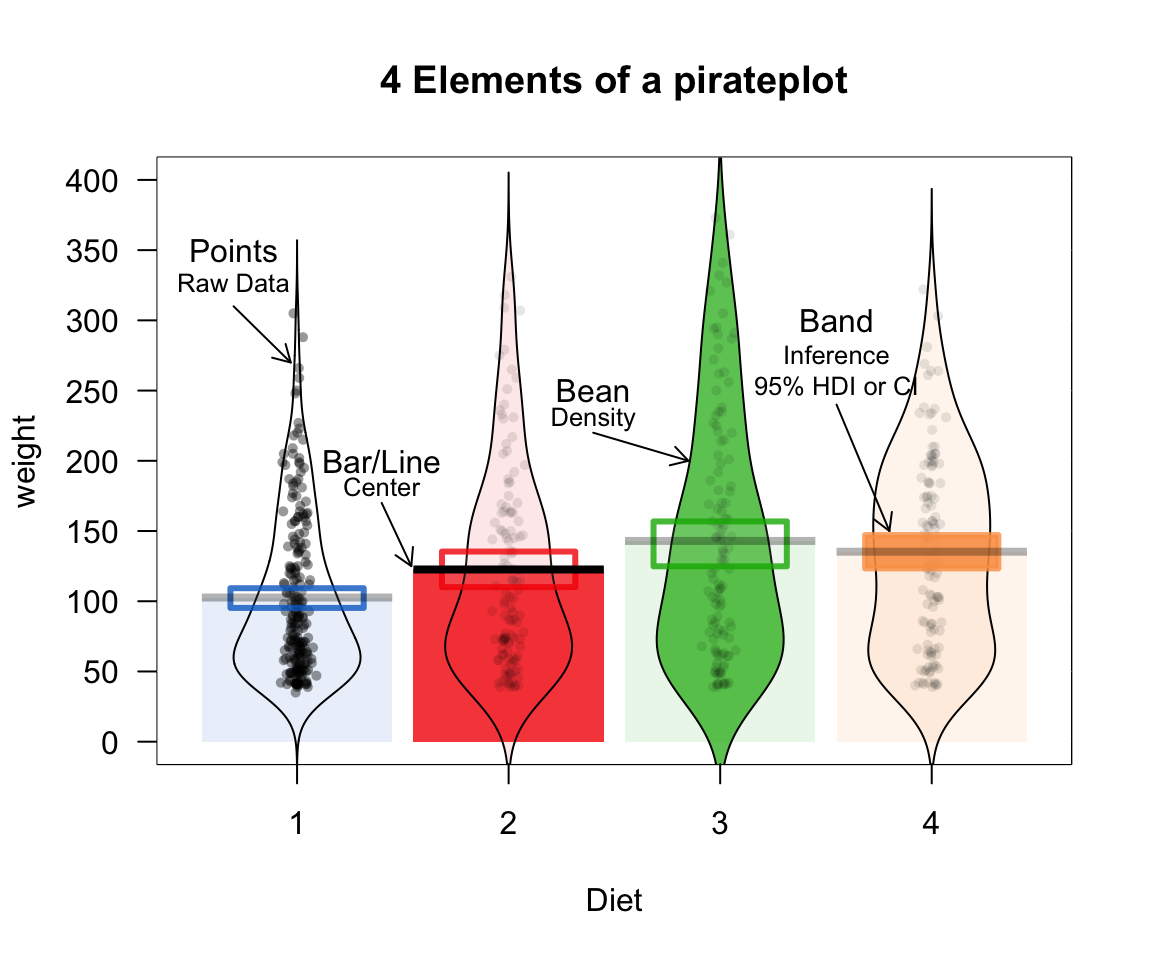 4 Elements of a pirateplot
400
350
300
250
200
150
100
50
0
weight
Points
Raw Data
Bar/Line
Center
Bean
Density
Band
Inference
95% HDI or CI
1
2
3
4
Diet